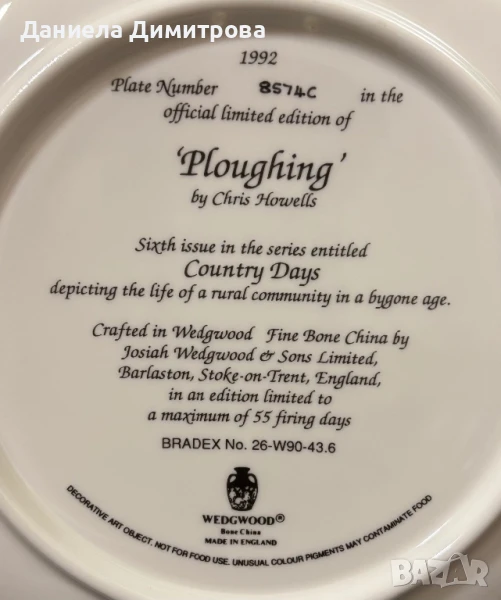 Даниела Димитрова
1992
Plate Number 8574C in the
official limited edition of
'Ploughing'
by Chris Howells
Sixth issue in the series entitled
Country Days
depicting the life of a rural community in a bygone age.
Crafted in Wedgwood Fine Bone China by
Josiah Wedgwood & Sons Limited,
Barlaston, Stoke-on-Trent, England,
in an edition limited to
a maximum of 55 firing days
BRADEX No. 26-W90-43.6
WEDGWOOD®
Bone China
MADE IN ENGLAND
DECORATIVE ART OBJECT. NOT FOR FOOD USE. UNUSUAL COLOUR PIGMENTS MAY CONTAMINATE FOOD
BAZAR